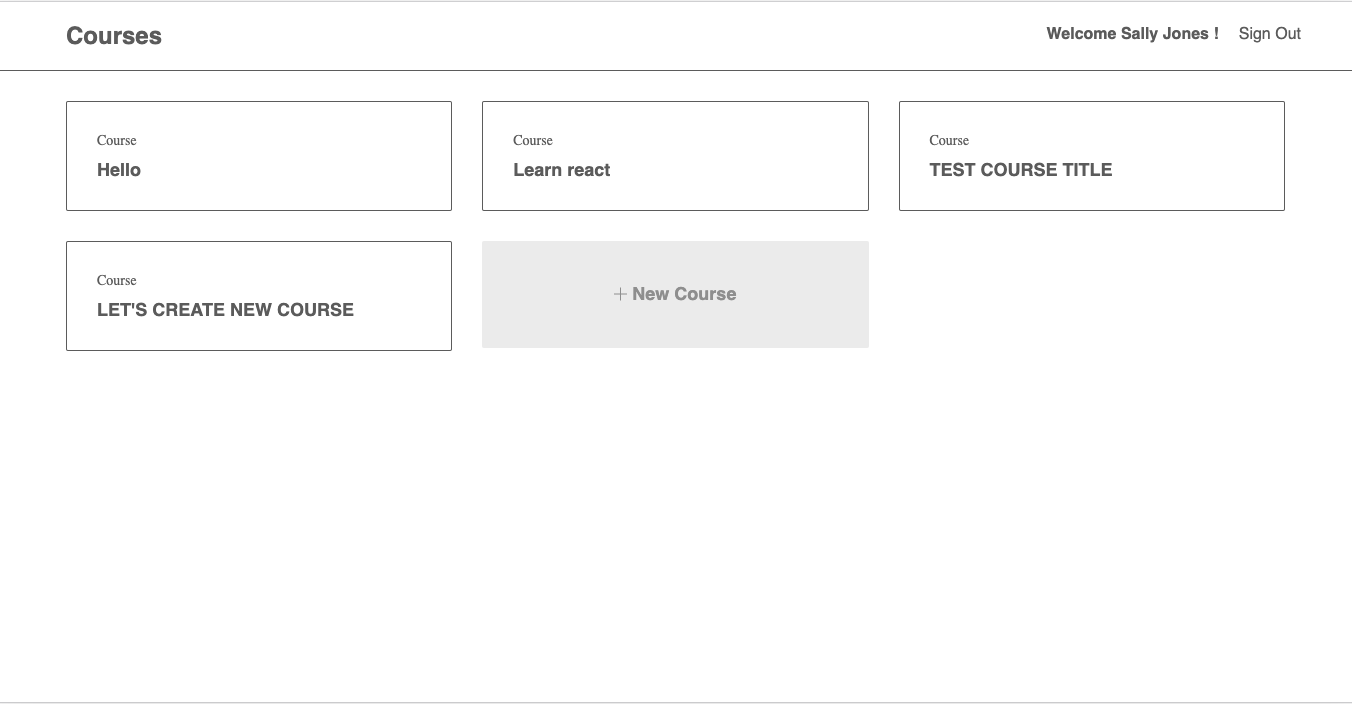 Courses
Welcome Sally Jones ! Sign Out
Course
Hello
Course
Learn react
Course
TEST COURSE TITLE
Course
LET'S CREATE NEW COURSE
+ New Course